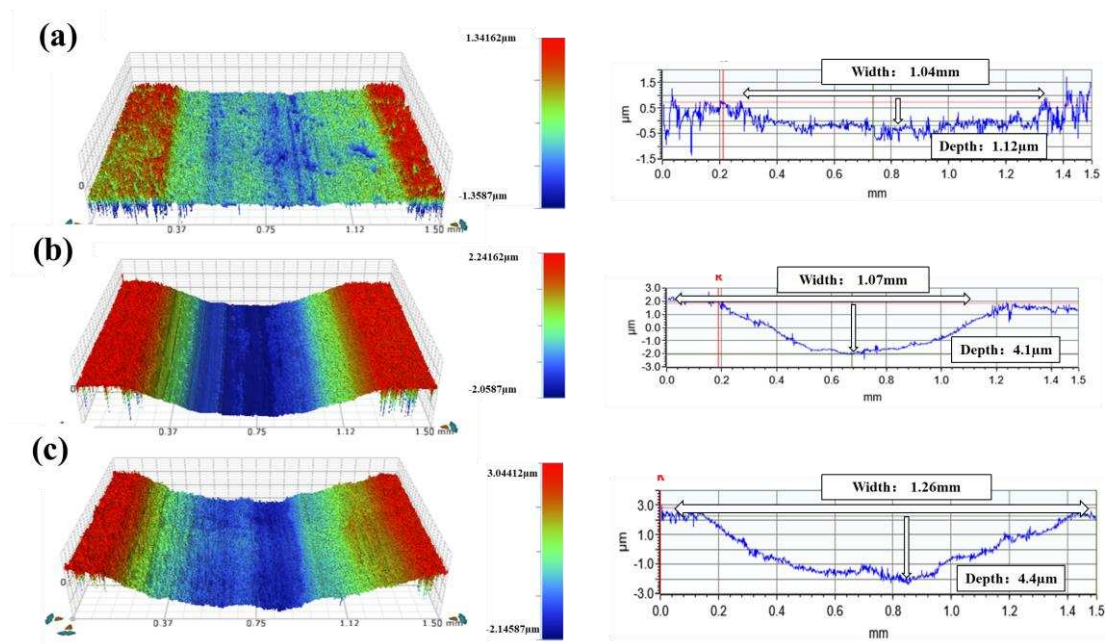 (a)
1.34162μm
-1.3587μm
0
0.37
0.75
1.12
1.50 mm
Width: 1.04mm
Depth: 1.12μm
1.5
0.5
-0.5
-1.5
μm
0.0 0.1 0.2 0.3 0.4 0.5 0.6 0.7 0.8 0.9 1.0 1.1 1.2 1.3 1.4 1.5
mm
(b)
2.24162μm
-2.0587μm
0
0.37
0.75
1.12
1.50 mm
R
Width: 1.07mm
Depth: 4.1μm
3.0
2.0
1.0
0.0
-1.0
-2.0
-3.0
μm
0.0 0.2 0.4 0.6 0.8 1.0 1.2 1.5
mm
(c)
3.04412μm
-2.14587μm
0
0.37
0.75
1.12
1.50 mm
R
Width: 1.26mm
Depth: 4.4μm
3.0
1.0
-1.0
-3.0
μm
0.0 0.2 0.4 0.6 0.8 1.0 1.2 1.4 1.5
mm